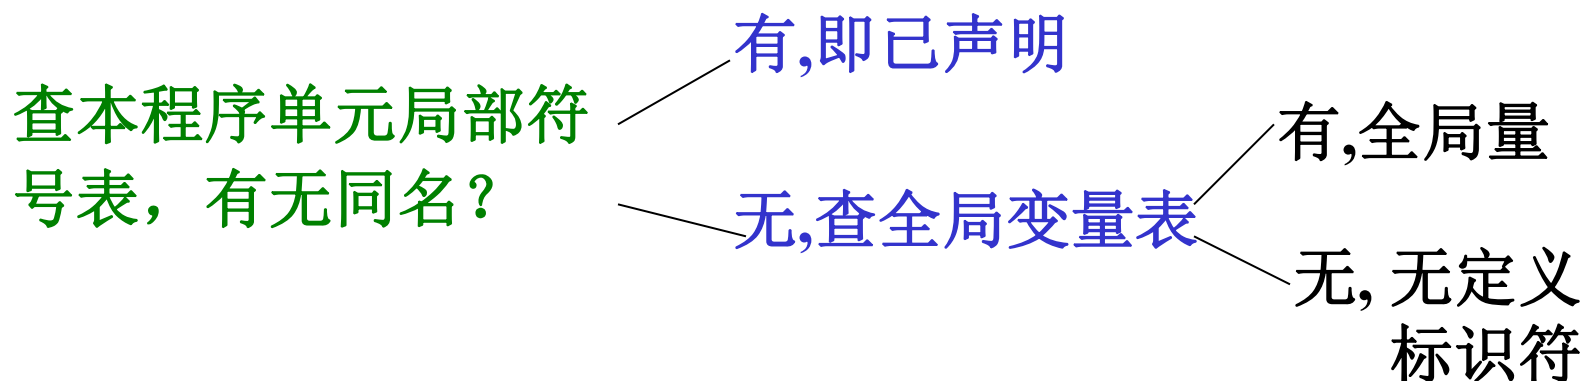 有,即已声明
查本程序单元局部符
号表，有无同名？
无,查全局变量表
有,全局量
无, 无定义
标识符